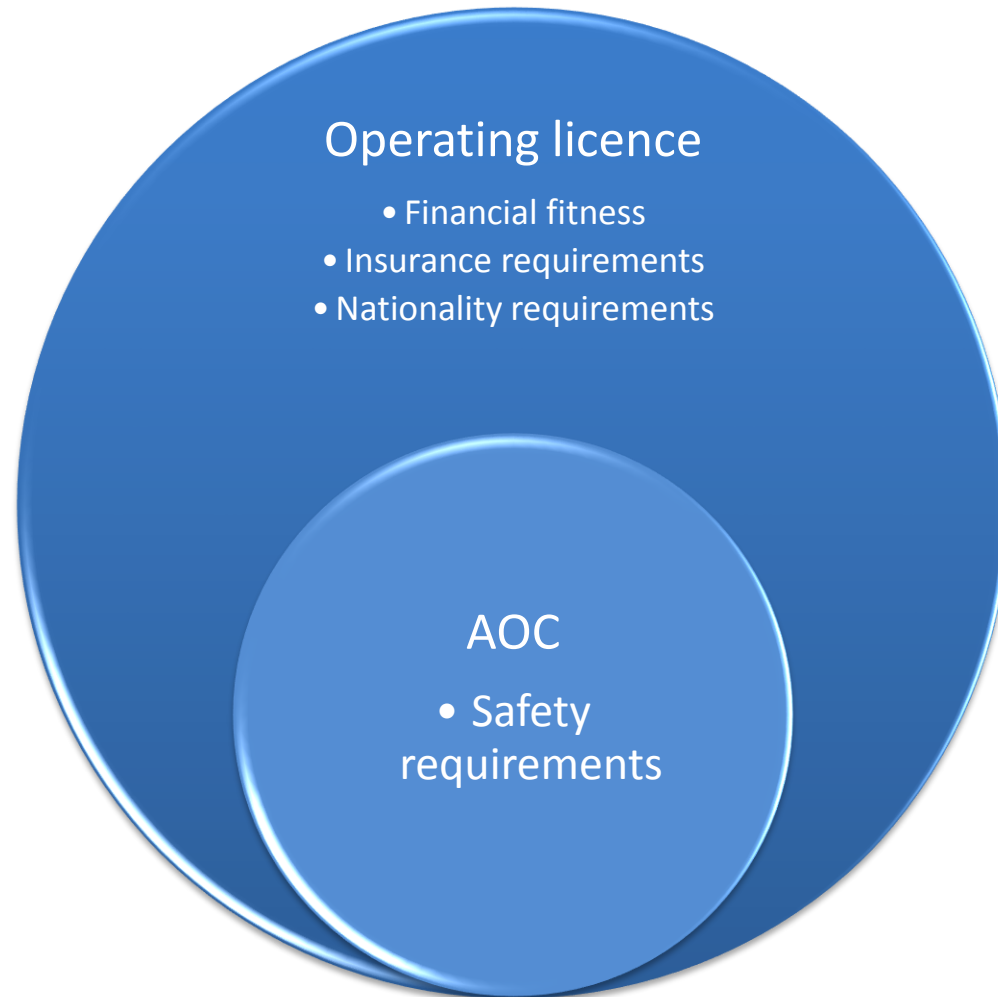 Operating licence
• Financial fitness
• Insurance requirements
• Nationality requirements
AOC
• Safety
requirements